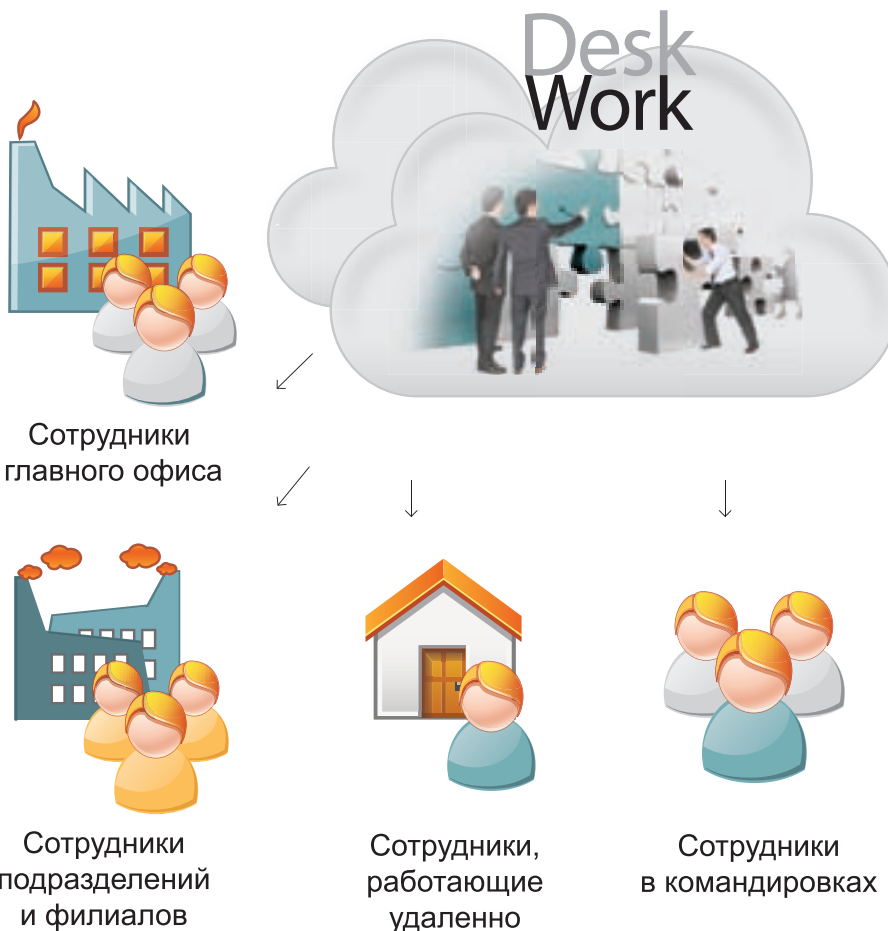 Desk
Work
Сотрудники
главного офиса
Сотрудники
подразделений
и филиалов
Сотрудники,
работающие
удаленно
Сотрудники
в командировках